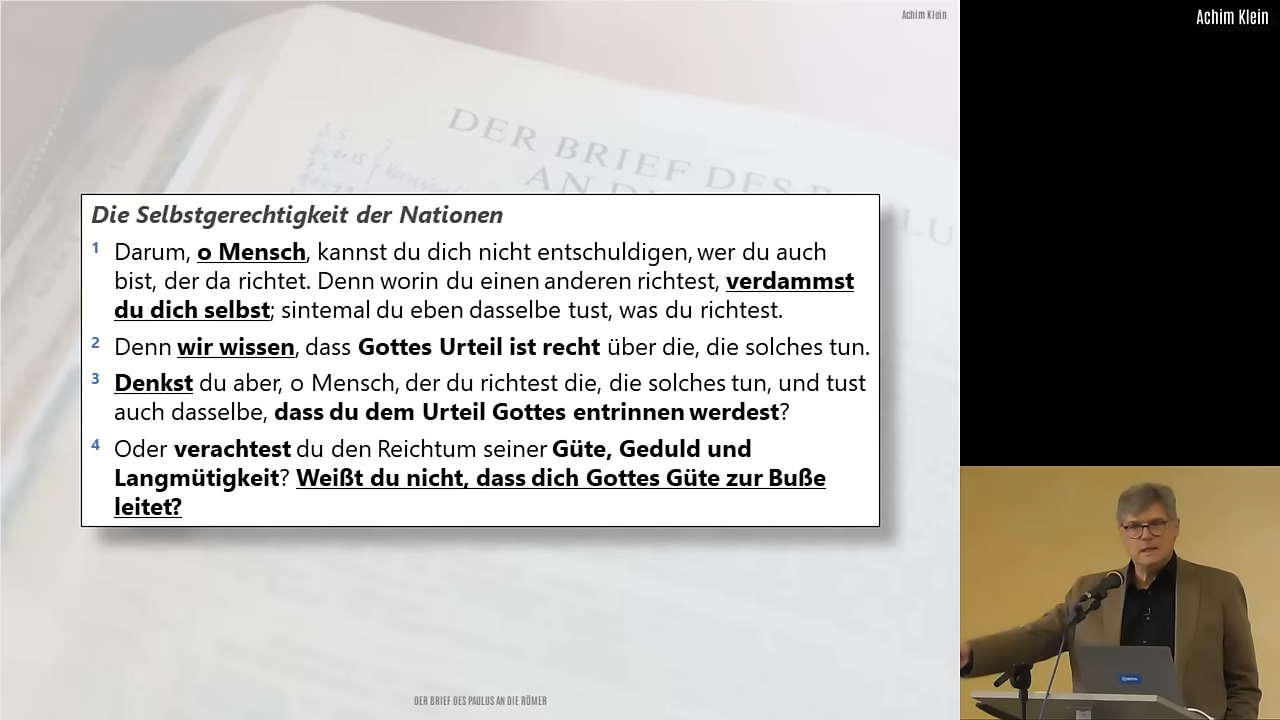 Achim Klein
Achim Klein
DER BRIEF DES P
AN DI
LU
Die Selbstgerechtigkeit der Nationen
1 Darum, o Mensch, kannst du dich nicht entschuldigen, wer du auch
bist, der da richtet. Denn worin du einen anderen richtest, verdammst
du dich selbst; sintemal du eben dasselbe tust, was du richtest.
2 Denn wir wissen, dass Gottes Urteil ist recht über die, die solches tun.
3 Denkst du aber, o Mensch, der du richtest die, die solches tun, und tust
auch dasselbe, dass du dem Urteil Gottes entrinnen werdest?
4 Oder verachtest du den Reichtum seiner Güte, Geduld und
Langmütigkeit? Weißt du nicht, dass dich Gottes Güte zur Buße
leitet?
DER BRIEF DES PAULUS AN DIE RÖMER